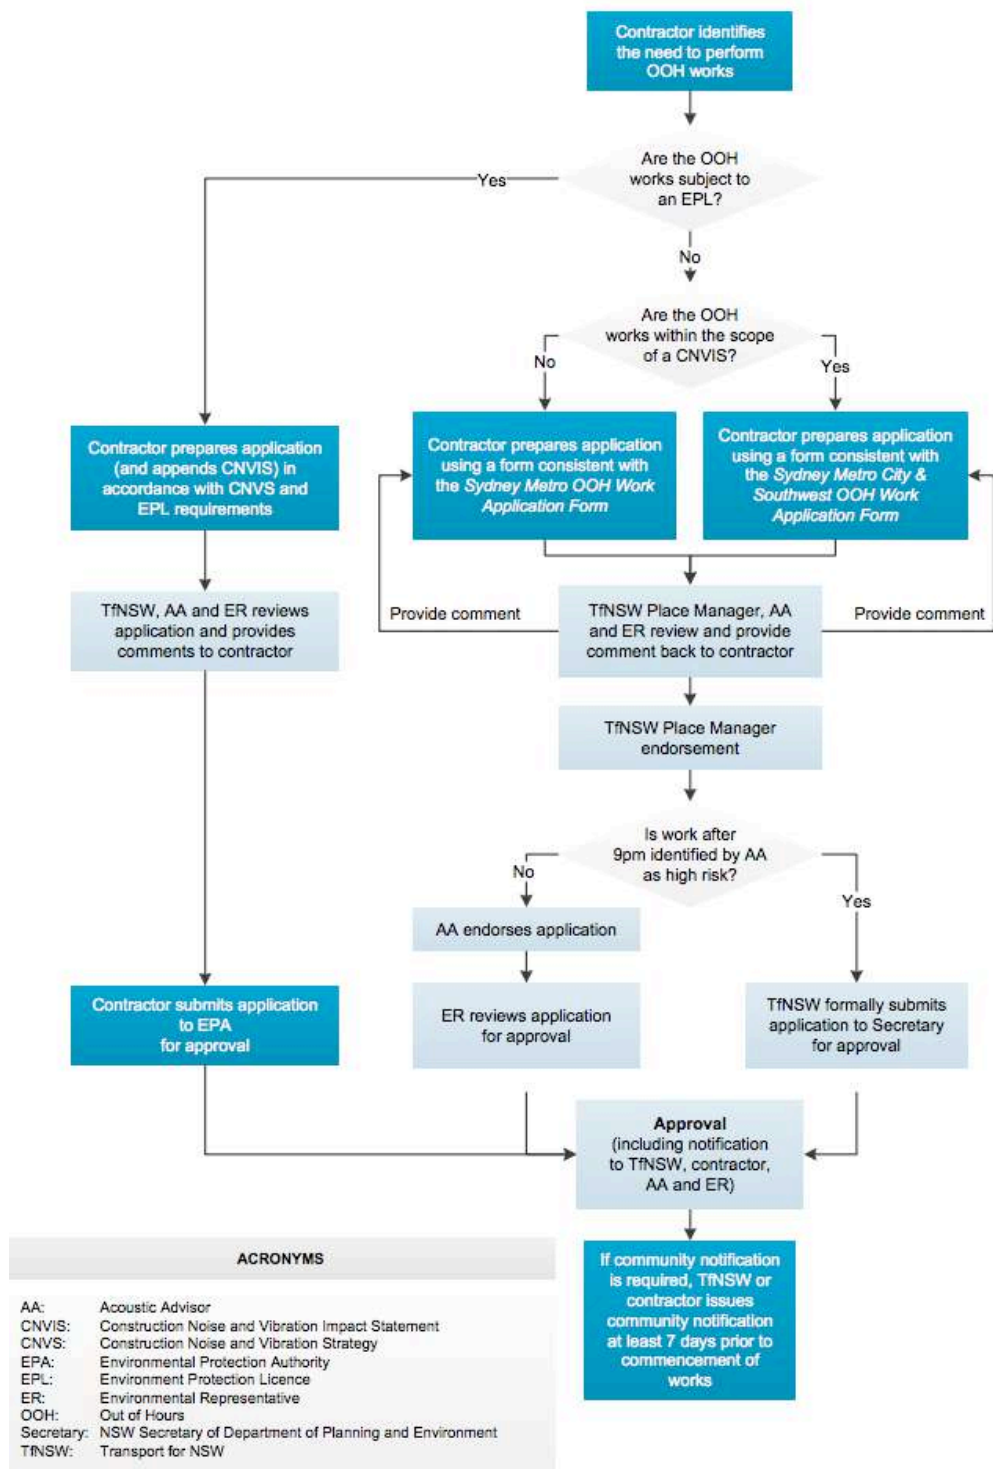 Contractor identifies
the need to perform
OOH works
Are the OOH
works subject to
an EPL?
Yes
No
Are the OOH
works within the scope
of a CNVIS?
No
Yes
Contractor prepares application
(and appends CNVIS) in
accordance with CNVS and
EPL requirements
Contractor prepares application
using a form consistent with
the Sydney Metro OOH Work
Application Form
Contractor prepares application
using a form consistent with
the Sydney Metro City &
Southwest OOH Work
Application Form
TfNSW, AA and ER reviews
application and provides
comments to contractor
Provide comment
TfNSW Place Manager, AA
and ER review and provide
comment back to contractor
Provide comment
TfNSW Place Manager
endorsement
Is work after
9pm identified by AA
as high risk?
No
Yes
AA endorses application
Contractor submits application
to EPA
for approval
ER reviews application
for approval
TfNSW formally submits
application to Secretary
for approval
Approval
(including notification
to TfNSW, contractor,
AA and ER)
If community notification
is required, TfNSW or
contractor issues
community notification
at least 7 days prior to
commencement of
works
ACRONYMS
AA: Acoustic Advisor
CNVIS: Construction Noise and Vibration Impact Statement
CNVS: Construction Noise and Vibration Strategy
EPA: Environmental Protection Authority
EPL: Environment Protection Licence
ER: Environmental Representative
OOH: Out of Hours
Secretary: NSW Secretary of Department of Planning and Environment
TfNSW: Transport for NSW